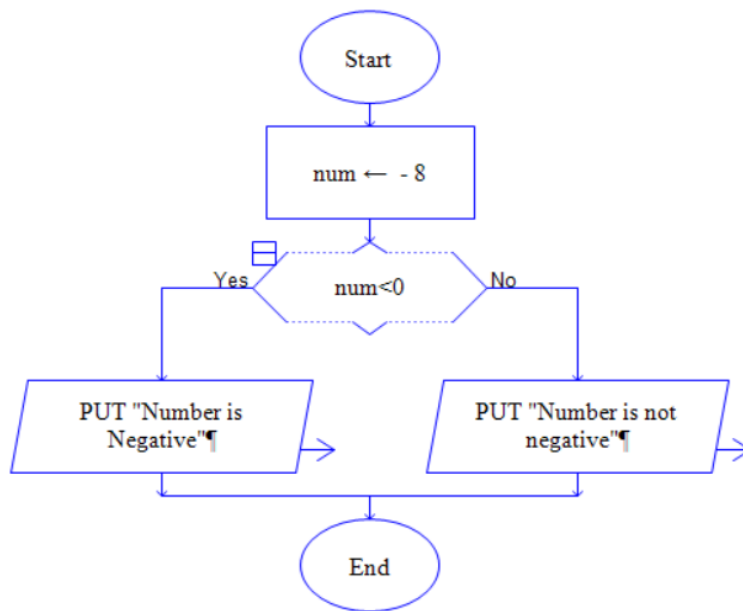 Start
num ← - 8
Yes
num<0
No
PUT "Number is
Negative"¶
PUT "Number is not
negative"¶
End